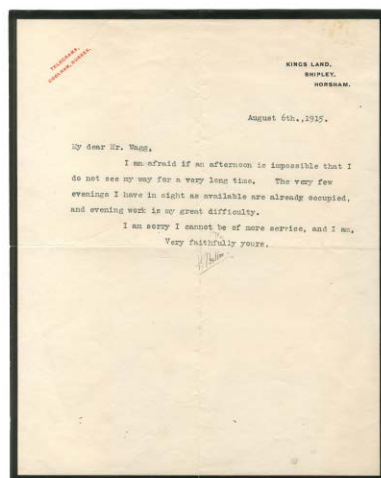 TELEGRAMS,
COOLHAM, SUSSEX.
KINGS LAND,
SHIPLEY,
HORSHAM.
August 6th.,1915.
My dear Mr. Wagg,
I am afraid if an afternoon is impossible that I
do not see my way for a very long time. The very few
evenings I have in sight as available are already occupied,
and evening work is my great difficulty.
I am sorry I cannot be of more service, and I am,
Very faithfully yours,